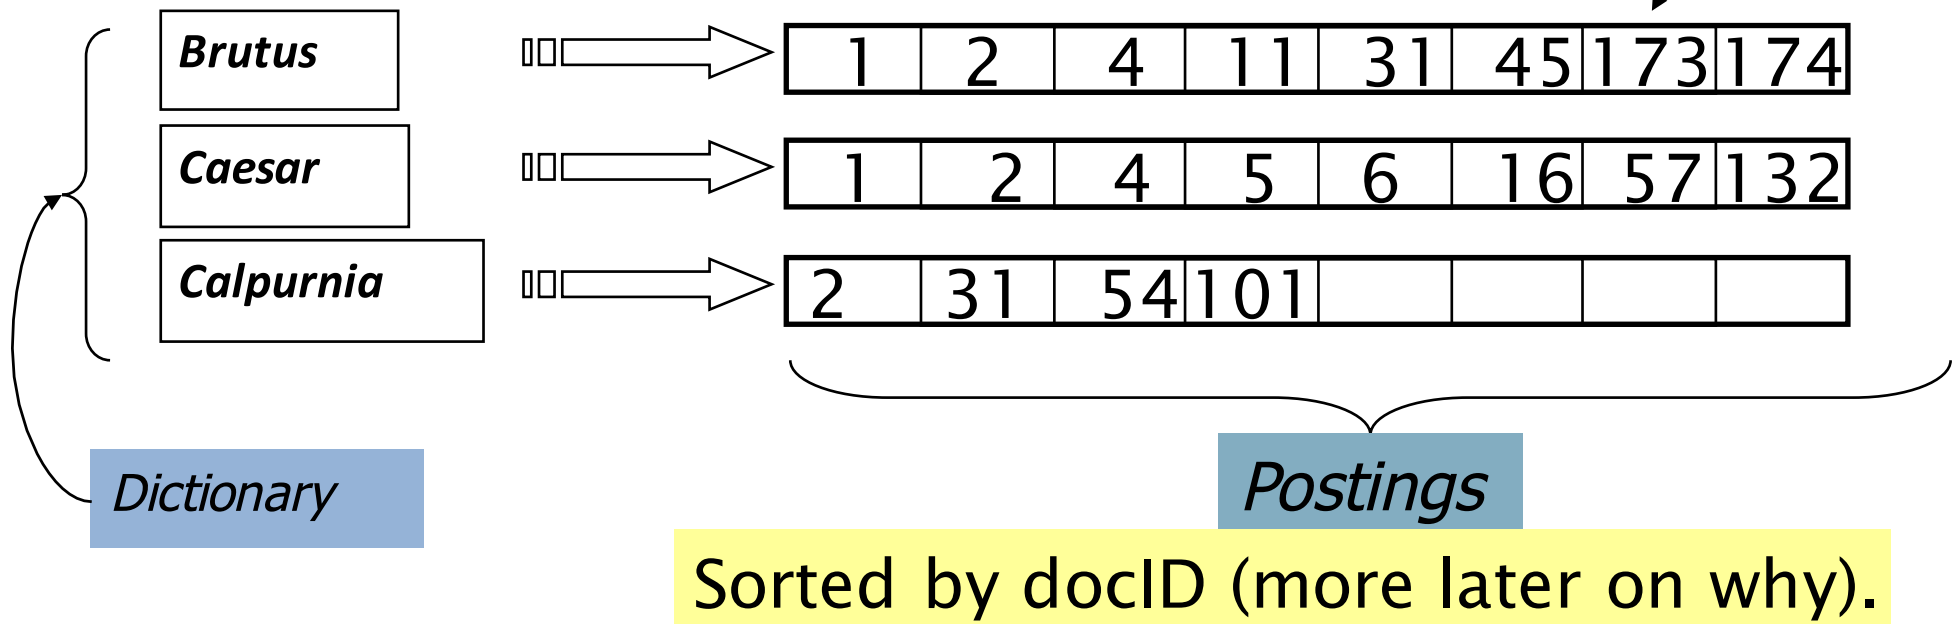 Brutus 1 2 4 11 31 45 173 174
Caesar 1 2 4 5 6 16 57 132
Calpurnia 2 31 54 101
Dictionary
Postings
Sorted by docID (more later on why).